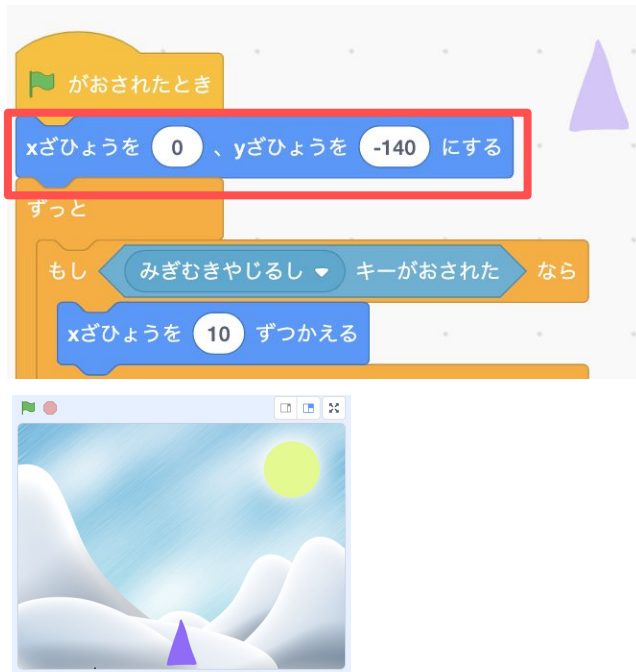 がおされたとき
xざひょうを 0 、yざひょうを -140 にする
ずっと
もし みぎむきやじるし キーがおされた なら
xざひょうを 10 ずつかえる